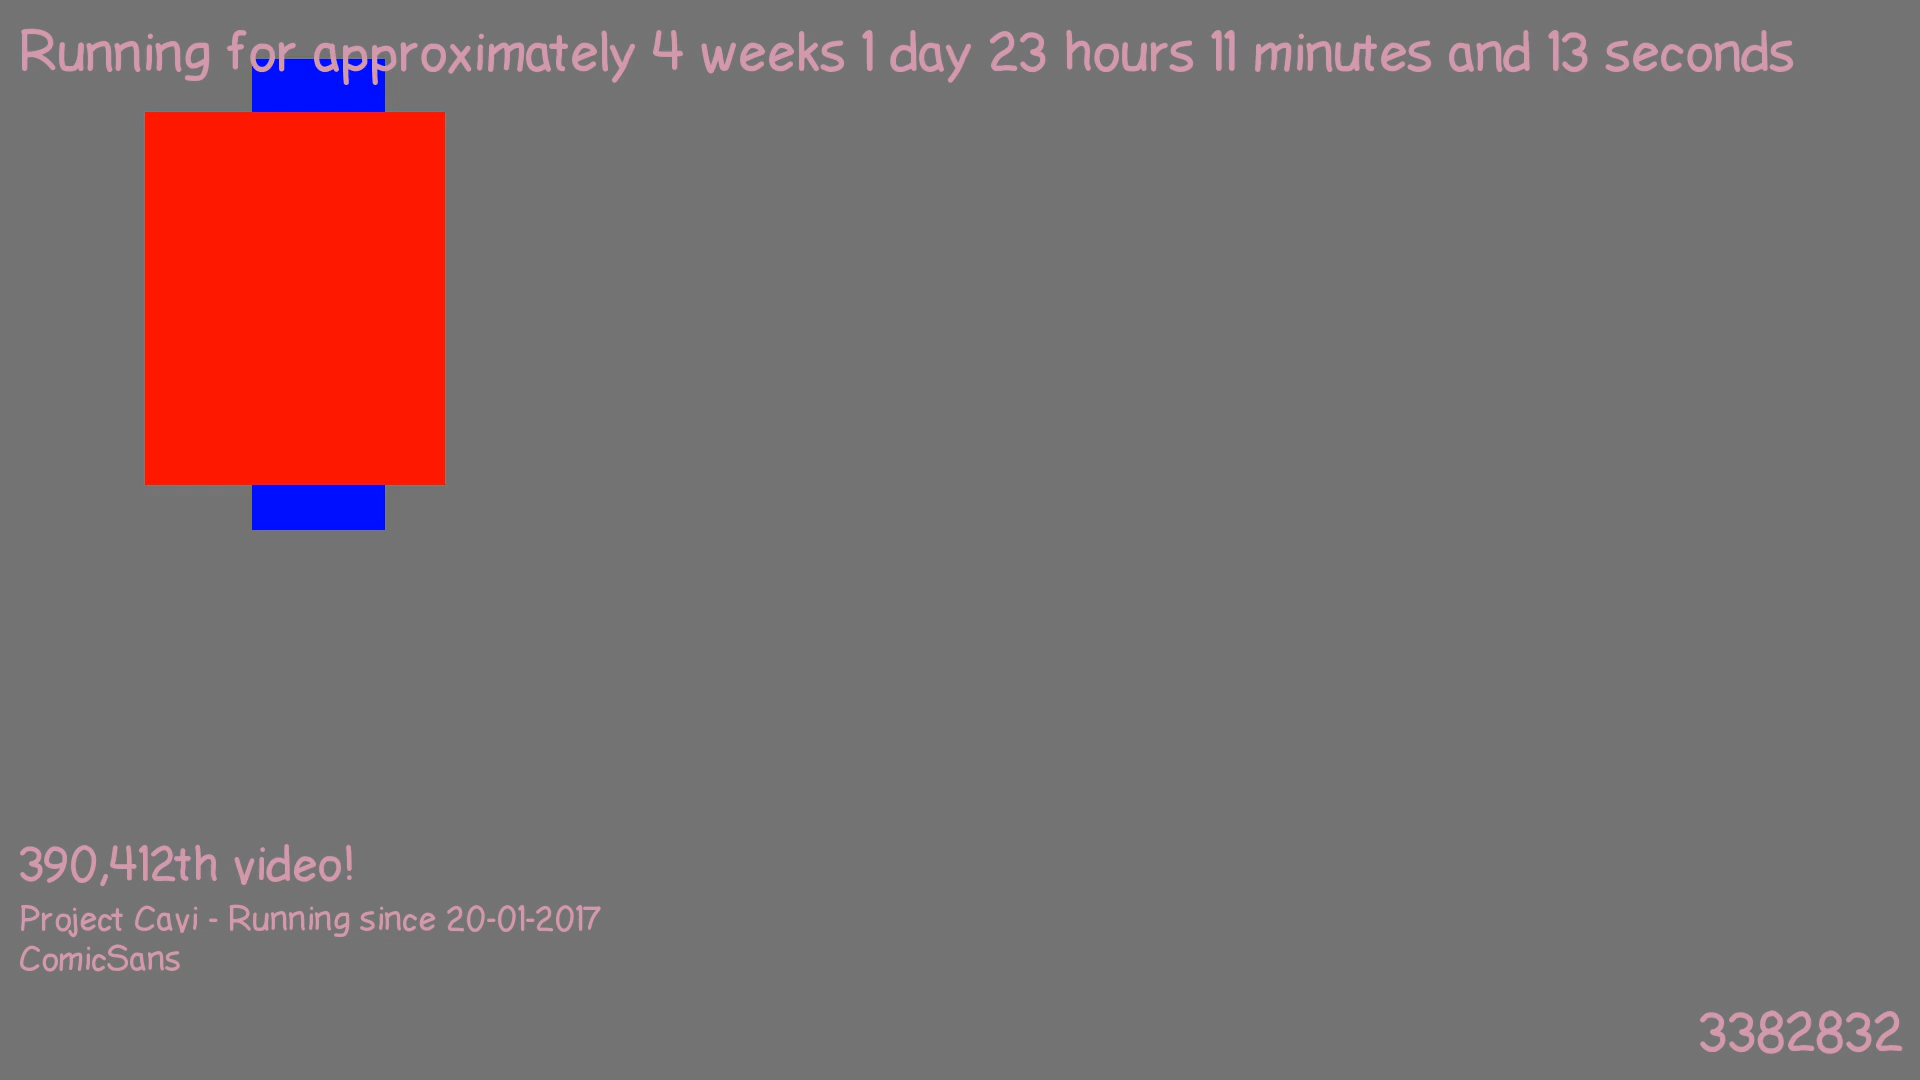 Running for approximately 4 weeks 1 day 23 hours 11 minutes and 13 seconds
390,412th video!
Project Cavi - Running since 20-01-2017
ComicSans
3382832